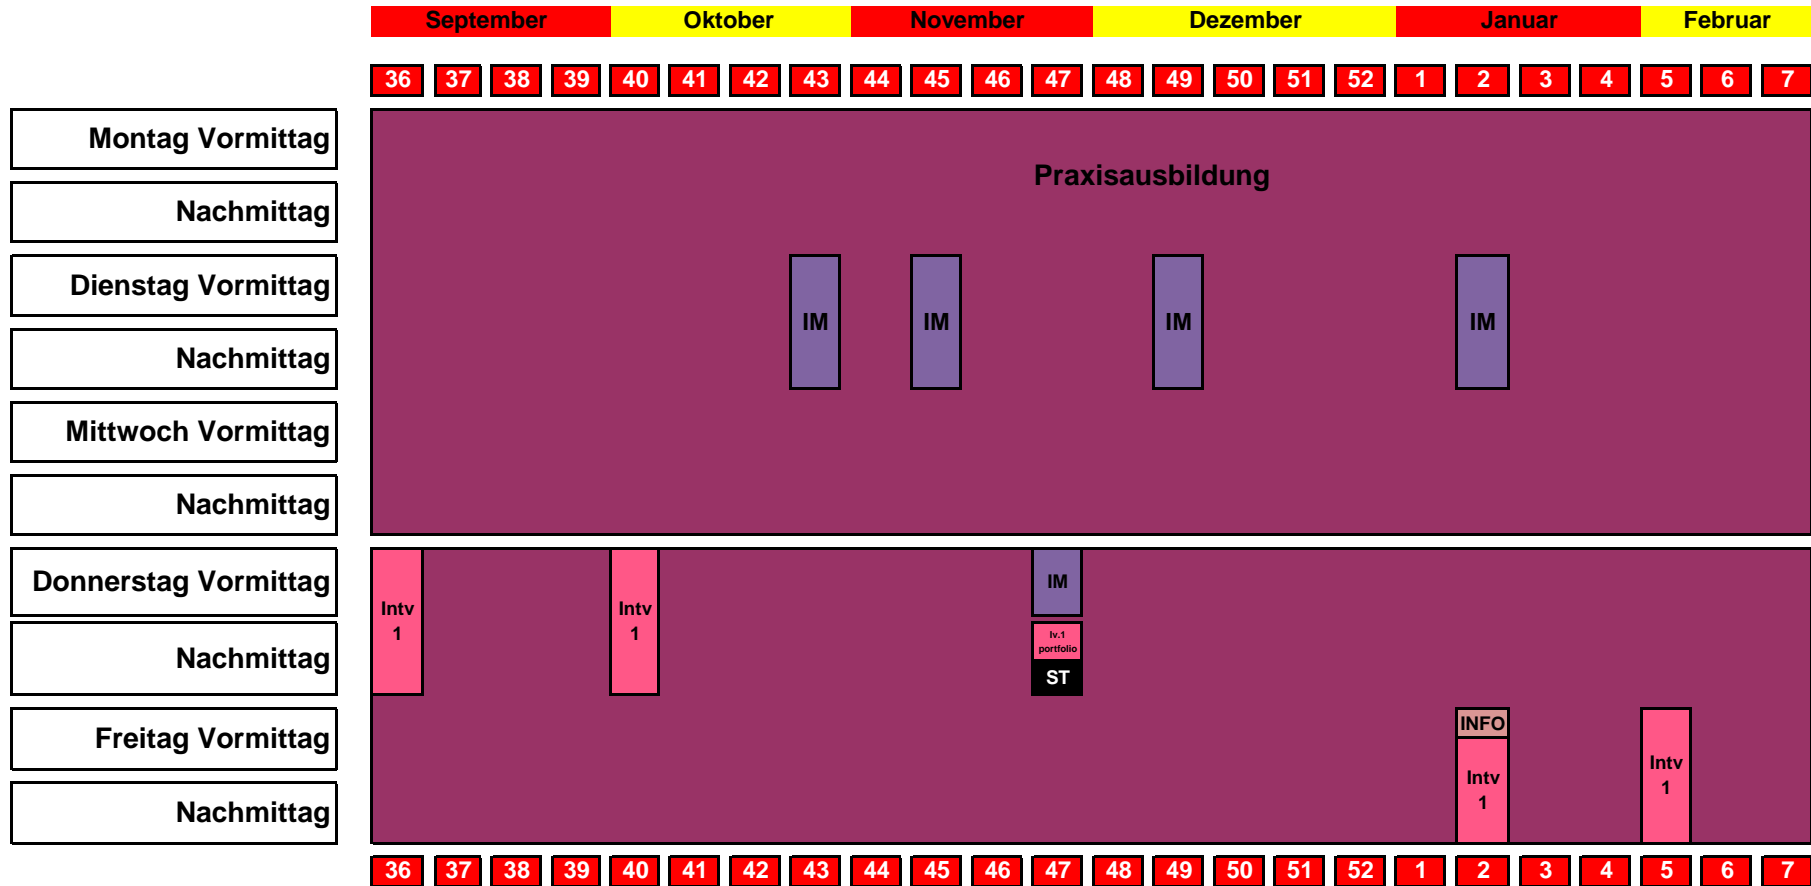 September Oktober November Dezember Januar Februar
36 37 38 39 40 41 42 43 44 45 46 47 48 49 50 51 52 1 2 3 4 5 6 7
Montag Vormittag
Praxisausbildung
Nachmittag
Dienstag Vormittag
IM IM IM IM
Nachmittag
Mittwoch Vormittag
Nachmittag
Donnerstag Vormittag
IM
Intv
1
Intv
1
Nachmittag
Iv.1
portfolio
ST
Freitag Vormittag
INFO
Intv
1
Intv
1
Nachmittag
36 37 38 39 40 41 42 43 44 45 46 47 48 49 50 51 52 1 2 3 4 5 6 7